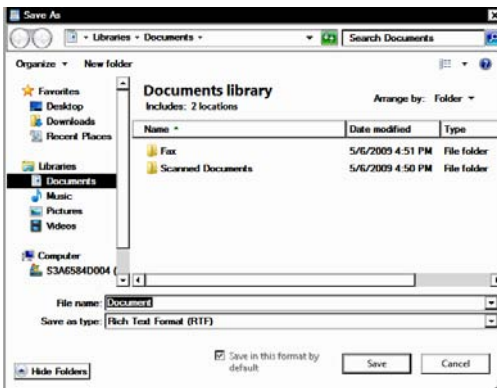 Save As
Libraries Documents
Search Documents
Organize New folder
Favorites
Desktop
Downloads
Recent Places
Libraries
Documents
Music
Pictures
Videos
Computer
S3A6584D004 (
Documents library
Includes: 2 locations
Arrange by: Folder
Name Date modified Type
Fax 5/6/2009 4:51 PM File folder
Scanned Documents 5/6/2009 4:50 PM File folder
File name: Document
Save as type: Rich Text Format (RTF)
Hide Folders
Save in this format by
default
Save
Cancel